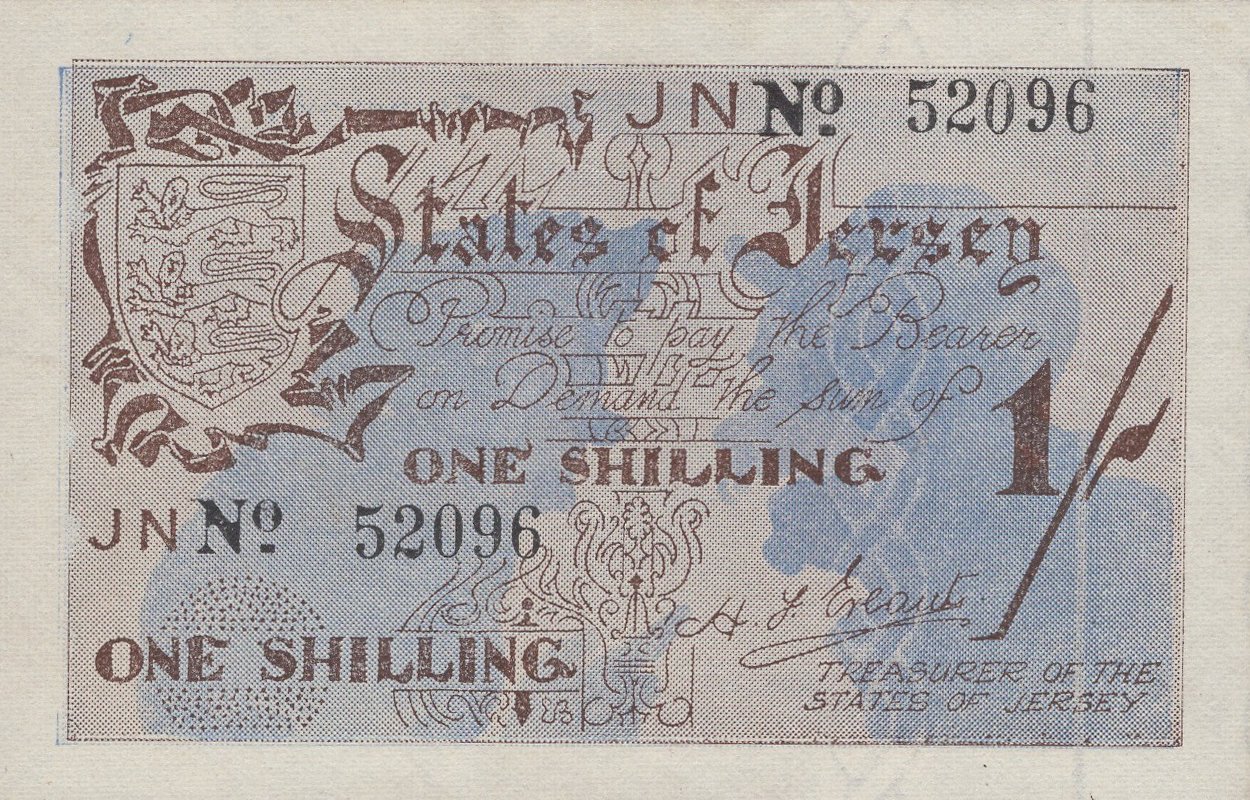 JN No 52096
States of Jersey
Promise to pay the Bearer
on Demand the sum of
1/-
ONE SHILLING
JN No 52096
ONE SHILLING
TREASURER OF THE
STATES OF JERSEY